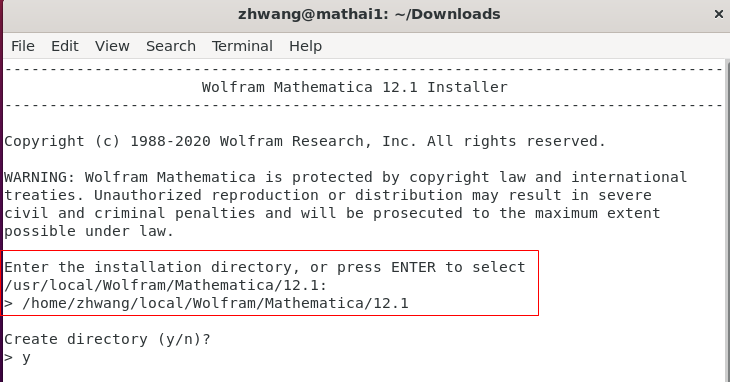 zhwang@mathai1: ~/Downloads ×
File Edit View Search Terminal Help
--------------------------------------------------------------------------------
Wolfram Mathematica 12.1 Installer
--------------------------------------------------------------------------------
Copyright (c) 1988-2020 Wolfram Research, Inc. All rights reserved.
WARNING: Wolfram Mathematica is protected by copyright law and international
treaties. Unauthorized reproduction or distribution may result in severe
civil and criminal penalties and will be prosecuted to the maximum extent
possible under law.
Enter the installation directory, or press ENTER to select
/usr/local/Wolfram/Mathematica/12.1:
> /home/zhwang/local/Wolfram/Mathematica/12.1
Create directory (y/n)?
> y